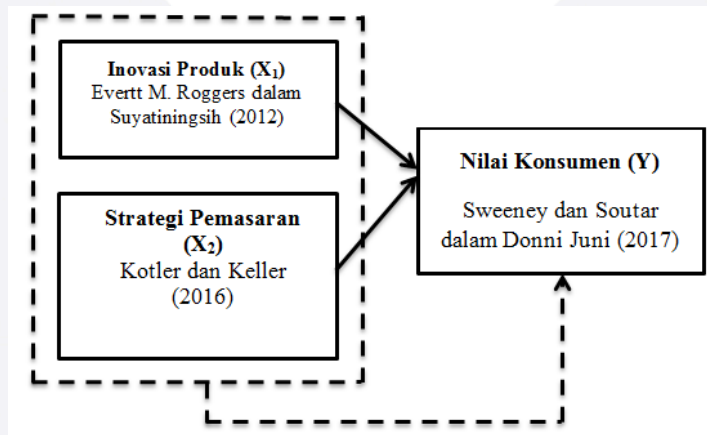 Inovasi Produk (X₁)
Evertt M. Roggers dalam
Suyatiningsih (2012)
Strategi Pemasaran
(X₂)
Kotler dan Keller
(2016)
Nilai Konsumen (Y)
Sweeney dan Soutar
dalam Donni Juni (2017)